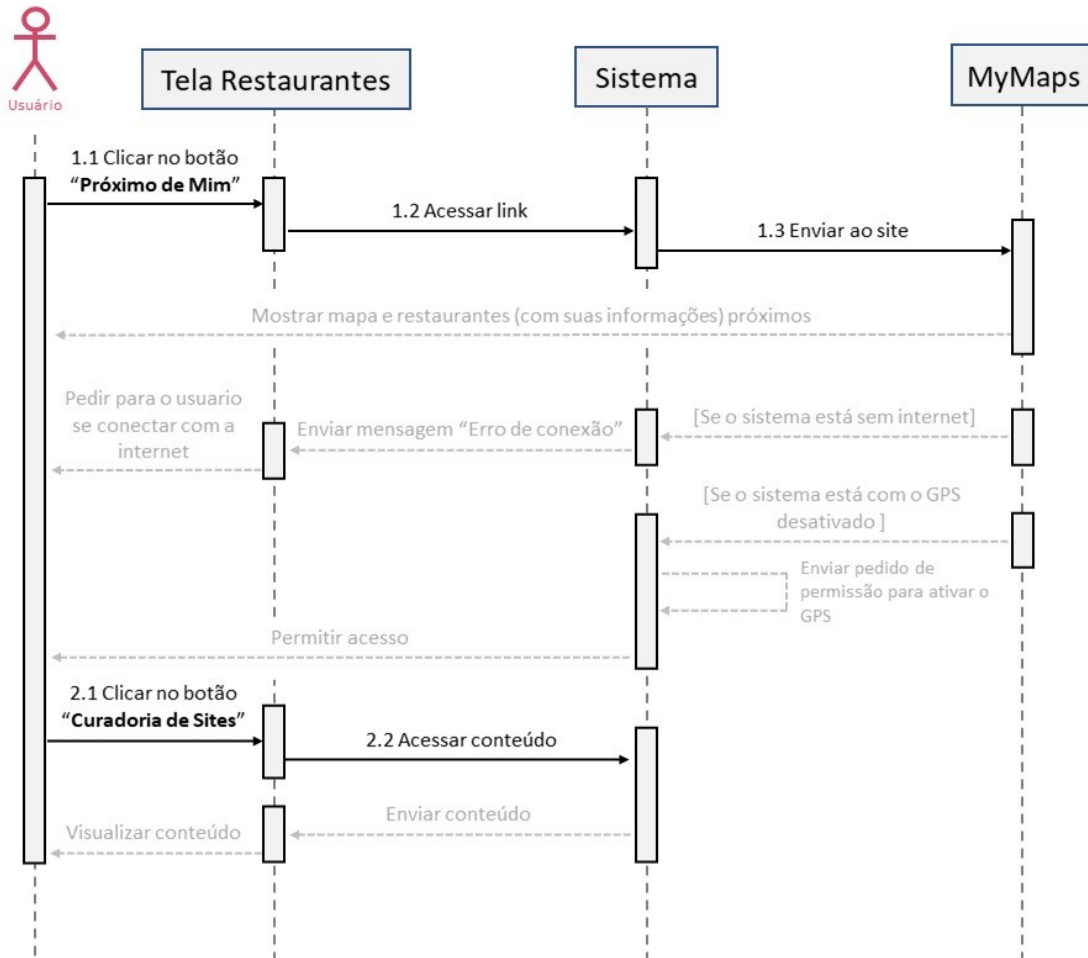 Usuário
Tela Restaurantes
Sistema
MyMaps
1.1 Clicar no botão
“Próximo de Mim”
1.2 Acessar link
1.3 Enviar ao site
Mostrar mapa e restaurantes (com suas informações) próximos
Pedir para o usuario
se conectar com a
internet
Enviar mensagem “Erro de conexão”
[Se o sistema está sem internet]
[Se o sistema está com o GPS
desativado ]
Enviar pedido de
permissão para ativar o
GPS
Permitir acesso
2.1 Clicar no botão
“Curadoria de Sites”
2.2 Acessar conteúdo
Enviar conteúdo
Visualizar conteúdo